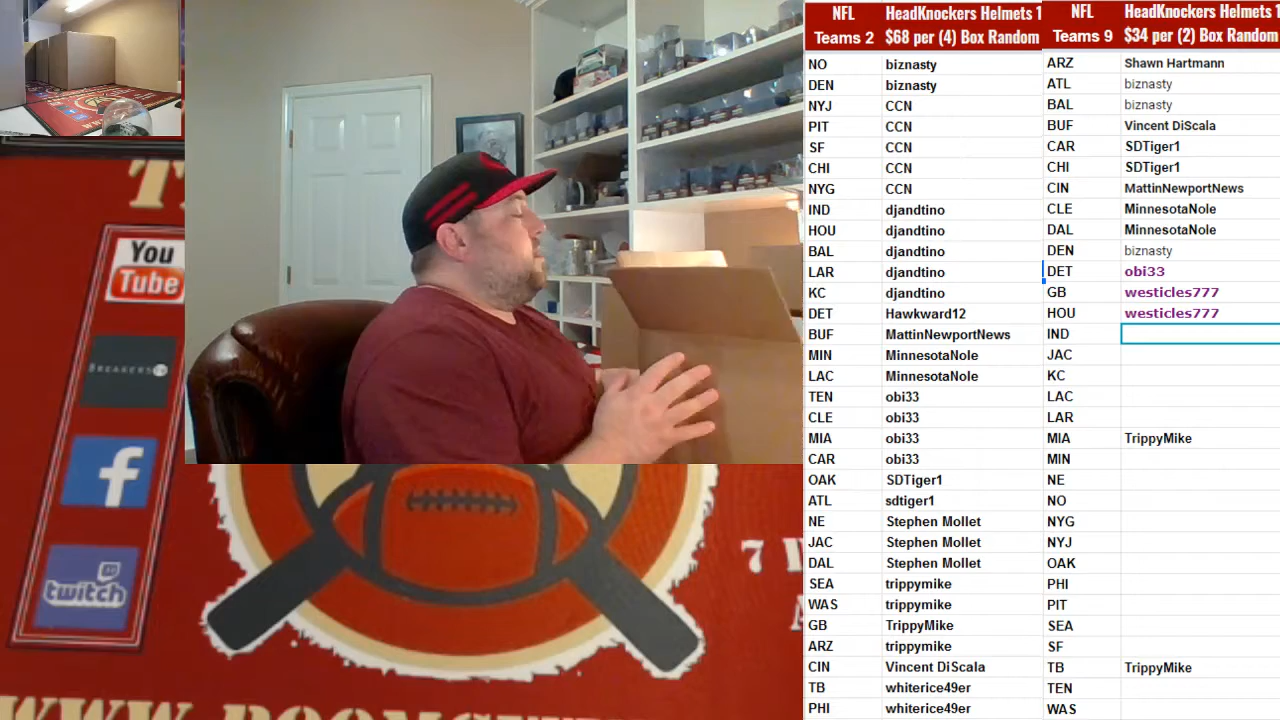 NFL HeadKnockers Helmets 1
Teams 2 $68 per (4) Box Random
NO biznasty
DEN biznasty
NYJ CCN
PIT CCN
SF CCN
CHI CCN
NYG CCN
IND djandtino
HOU djandtino
BAL djandtino
LAR djandtino
KC djandtino
DET Hawkward12
BUF MattinNewportNews
MIN MinnesotaNole
LAC MinnesotaNole
TEN obi33
CLE obi33
MIA obi33
CAR obi33
OAK SDTiger1
ATL sdtiger1
NE Stephen Mollet
JAC Stephen Mollet
DAL Stephen Mollet
SEA trippymike
WAS trippymike
GB TrippyMike
ARZ trippymike
CIN Vincent DiScala
TB whiterice49er
PHI whiterice49er
NFL HeadKnockers Helmets 1
Teams 9 $34 per (2) Box Random
ARZ Shawn Hartmann
ATL biznasty
BAL biznasty
BUF Vincent DiScala
CAR SDTiger1
CHI SDTiger1
CIN MattinNewportNews
CLE MinnesotaNole
DAL MinnesotaNole
DEN biznasty
DET obi33
GB westicles777
HOU westicles777
IND
JAC
KC
LAC
LAR
MIA TrippyMike
MIN
NE
NO
NYG
NYJ
OAK
PHI
PIT
SEA
SF
TB TrippyMike
TEN
WAS
You
Tube
BREAKERS
f
twitch
7